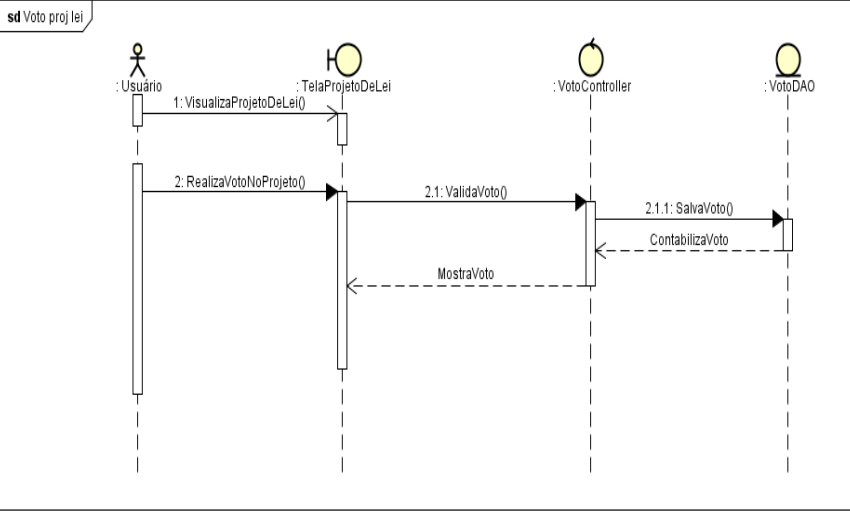 sd Voto proj lei
: Usuário
: TelaProjetoDeLei
: VotoController
: VotoDAO
1: VisualizaProjetoDeLei()
2: RealizaVotoNoProjeto()
2.1: ValidaVoto()
2.1.1: SalvaVoto()
ContabilizaVoto
MostraVoto